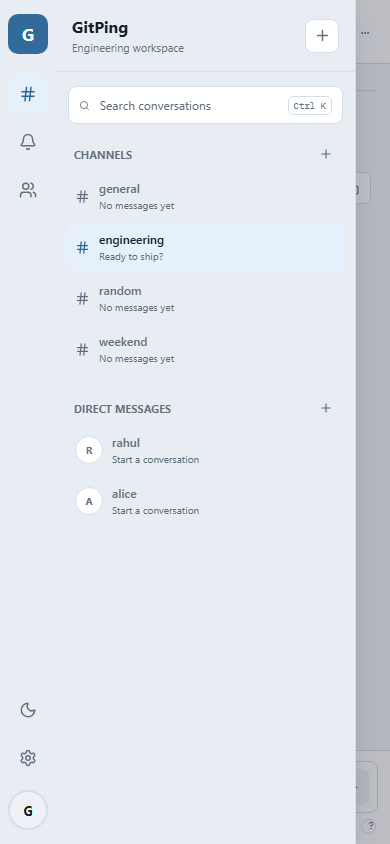 G
GitPing
Engineering workspace
Search conversations
Ctrl K
CHANNELS
general
No messages yet
engineering
Ready to ship?
random
No messages yet
weekend
No messages yet
DIRECT MESSAGES
R
rahul
Start a conversation
A
alice
Start a conversation
G
?